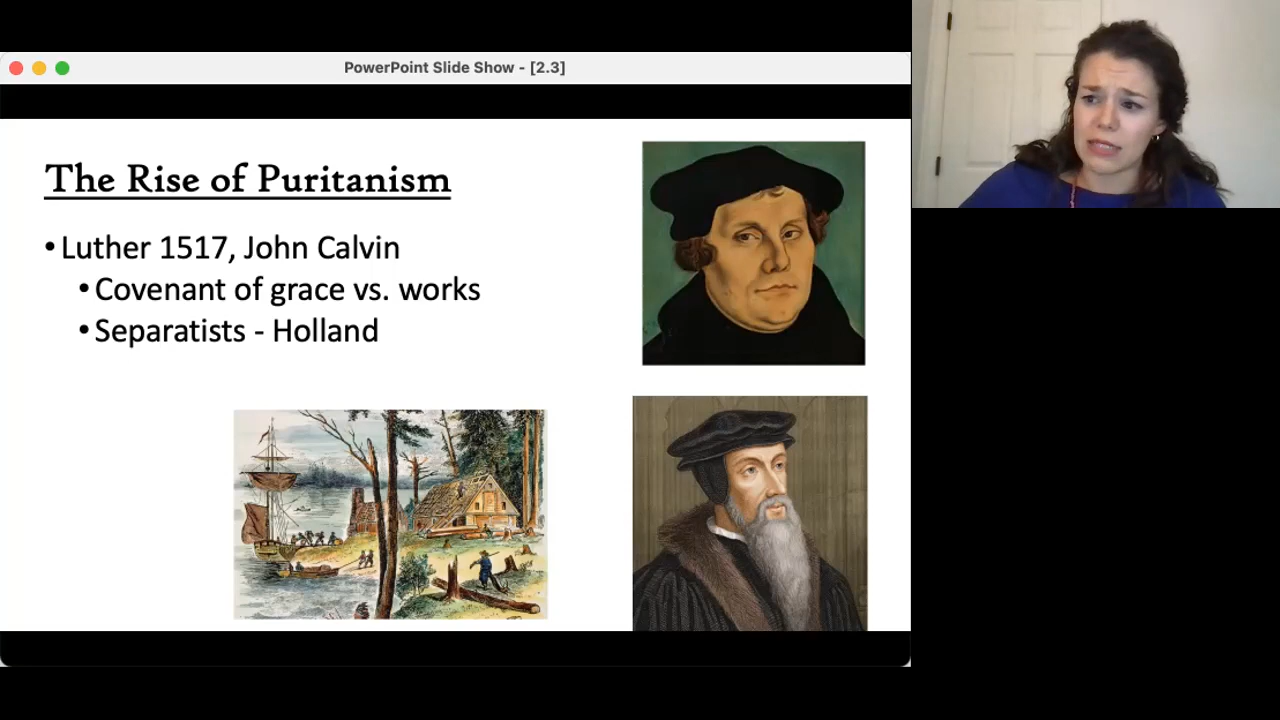 PowerPoint Slide Show - [2.3]
The Rise of Puritanism
• Luther 1517, John Calvin
• Covenant of grace vs. works
• Separatists - Holland